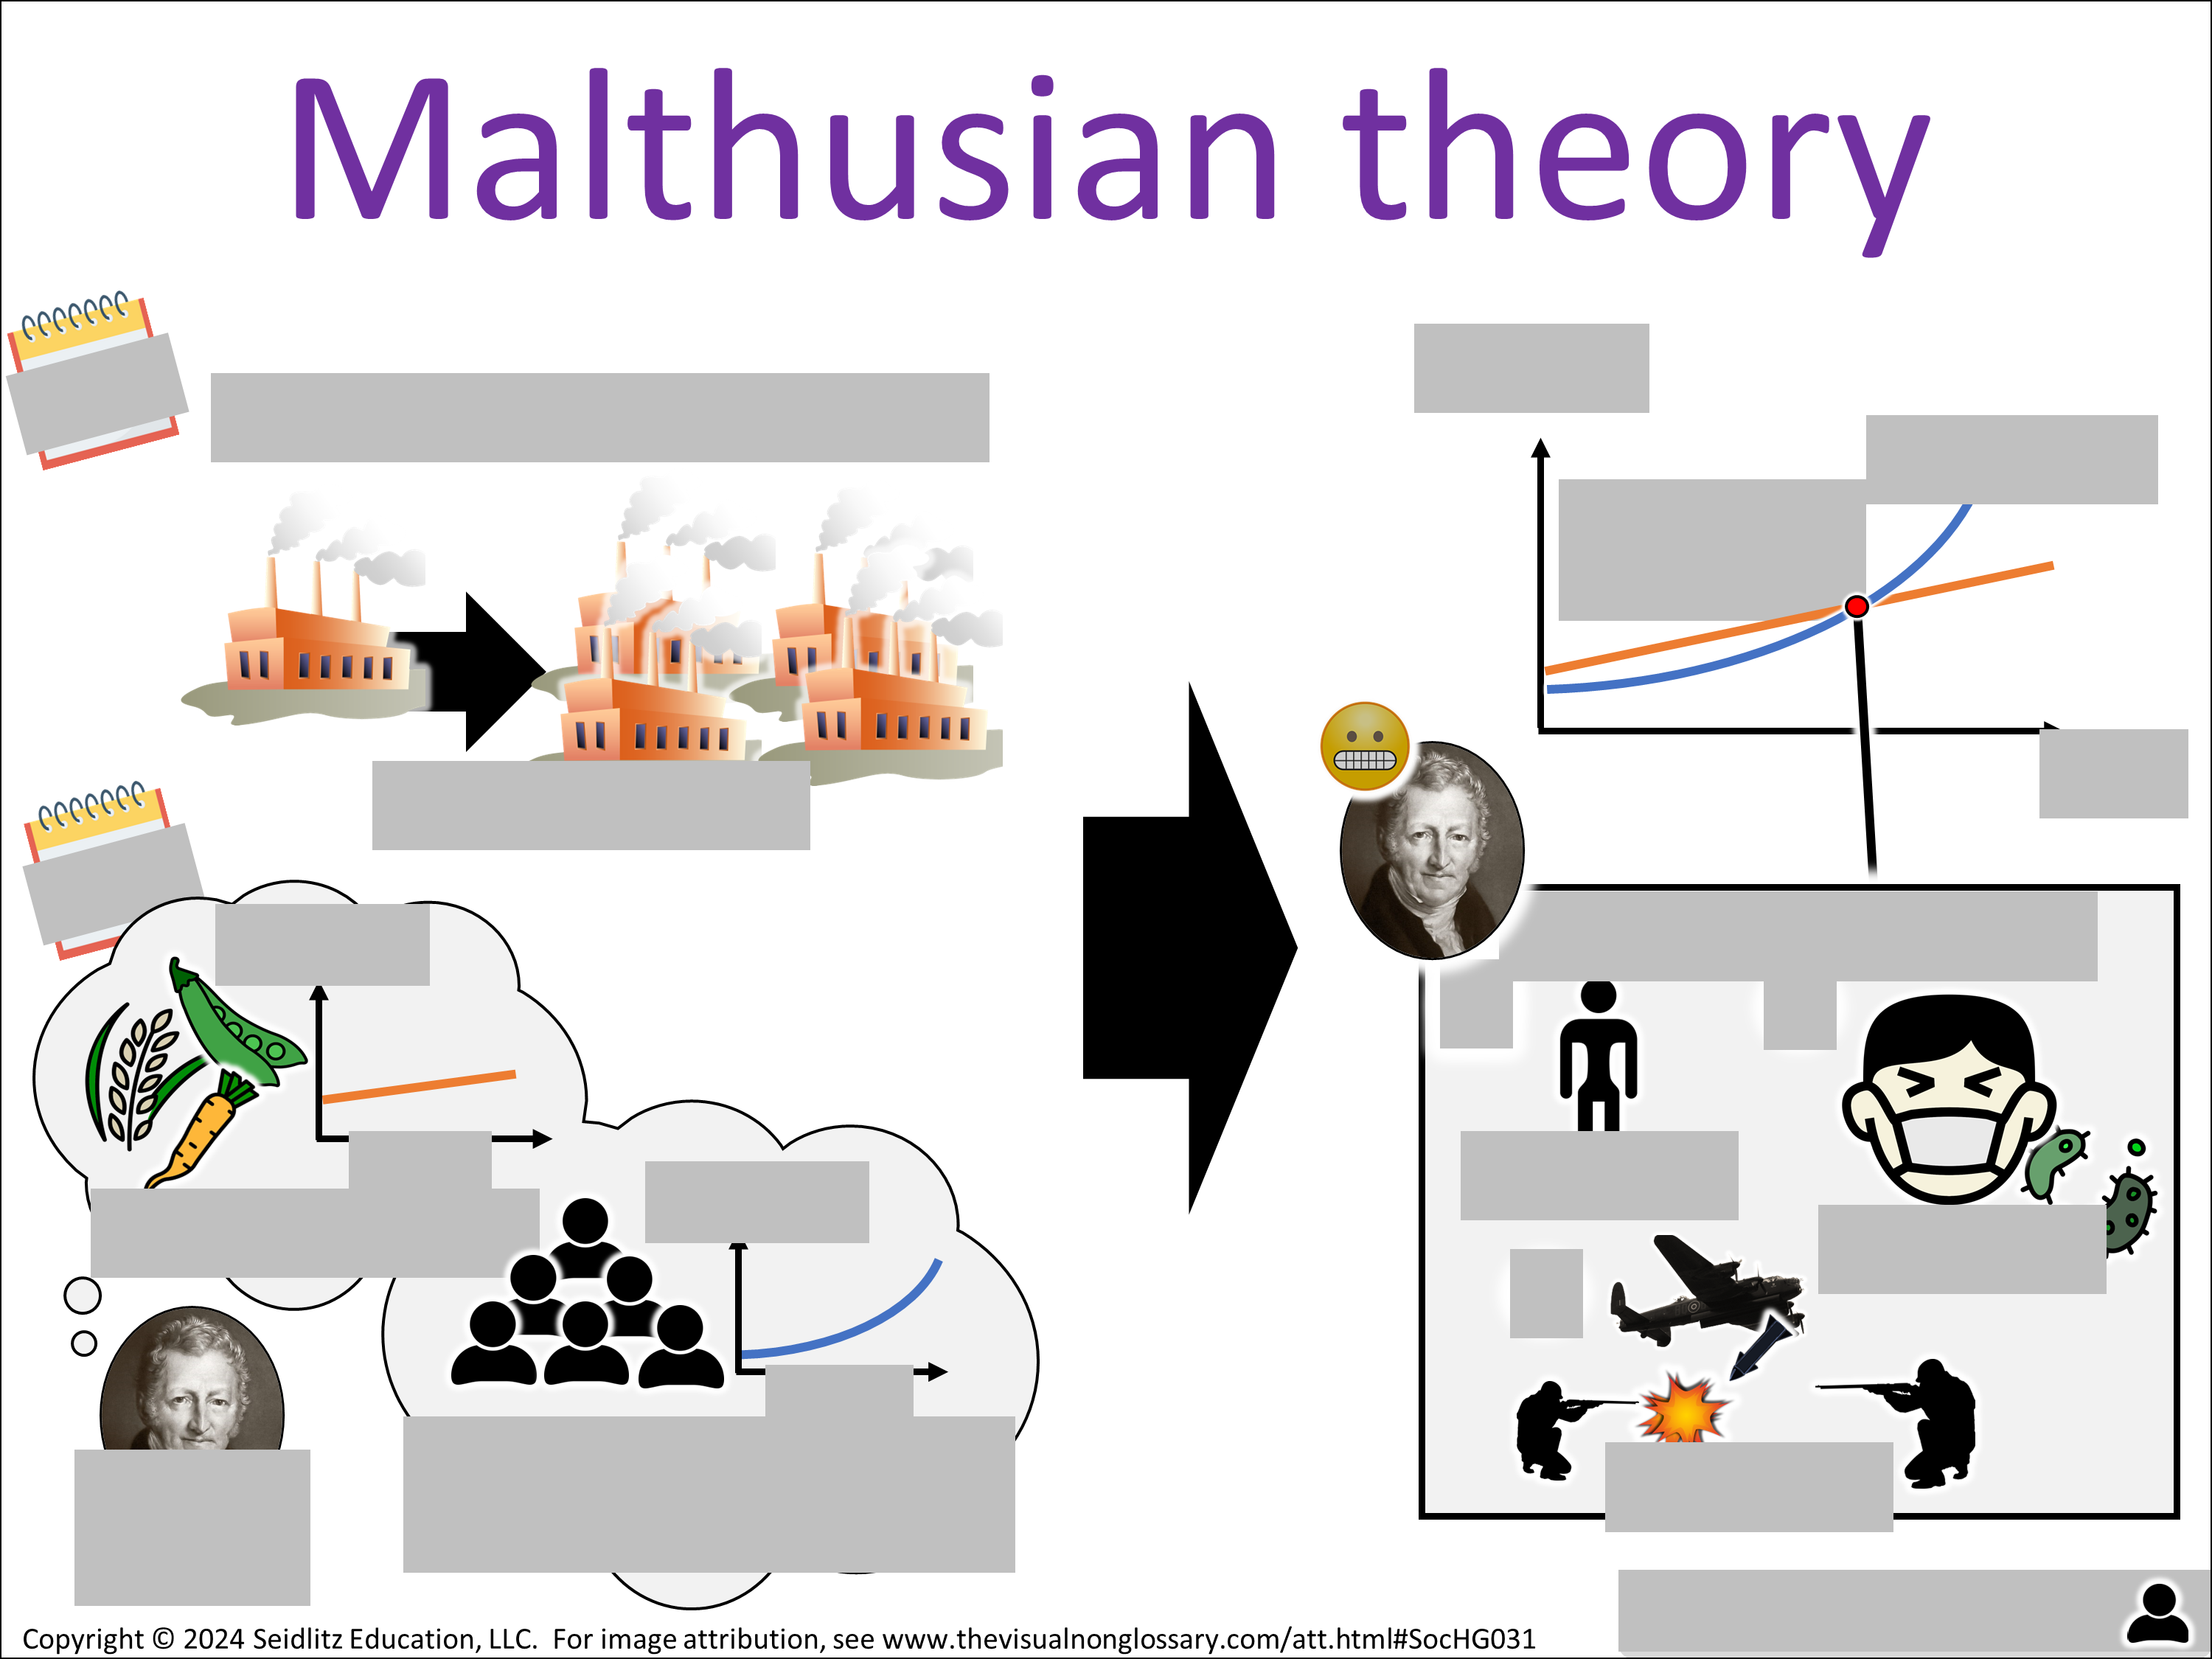 Malthusian theory
Copyright © 2024 Seidlitz Education, LLC.  For image attribution, see www.thevisualnonglossary.com/att.html#SocHG031